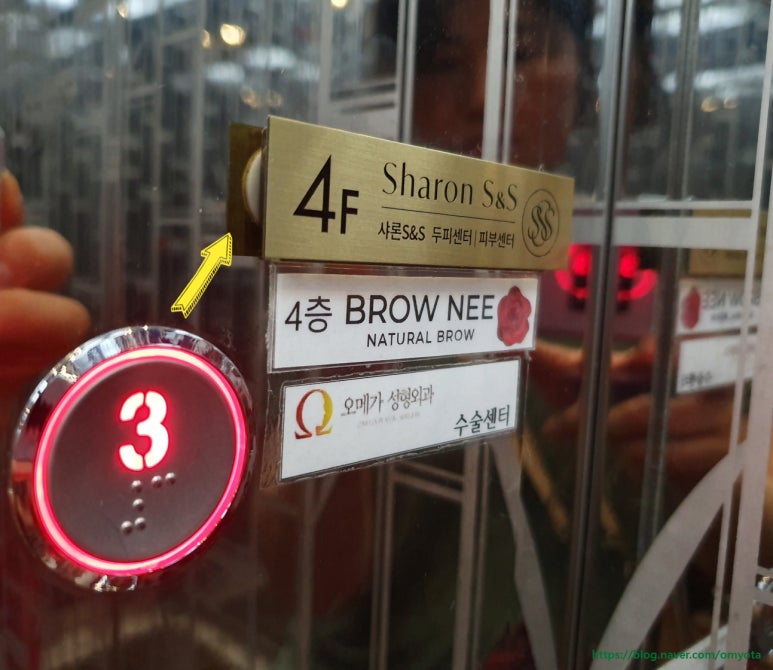 4F
Sharon S&S
샤론S&S 두피센터|피부센터
4층 BROW NEE
NATURAL BROW
Ω 오메가 성형외과
수술센터
3
https://blog.naver.com/omyota